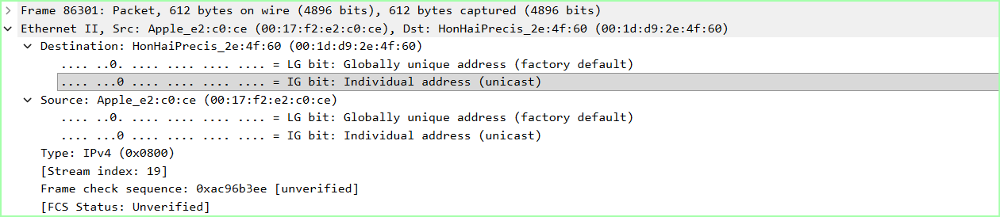 Frame 86301: Packet, 612 bytes on wire (4896 bits), 612 bytes captured (4896 bits)
Ethernet II, Src: Apple_e2:c0:ce (00:17:f2:e2:c0:ce), Dst: HonHaiPrecis_2e:4f:60 (00:1d:d9:2e:4f:60)
Destination: HonHaiPrecis_2e:4f:60 (00:1d:d9:2e:4f:60)
.... ..0. .... .... .... .... = LG bit: Globally unique address (factory default)
.... ...0 .... .... .... .... = IG bit: Individual address (unicast)
Source: Apple_e2:c0:ce (00:17:f2:e2:c0:ce)
.... ..0. .... .... .... .... = LG bit: Globally unique address (factory default)
.... ...0 .... .... .... .... = IG bit: Individual address (unicast)
Type: IPv4 (0x0800)
[Stream index: 19]
Frame check sequence: 0xac96b3ee [unverified]
[FCS Status: Unverified]